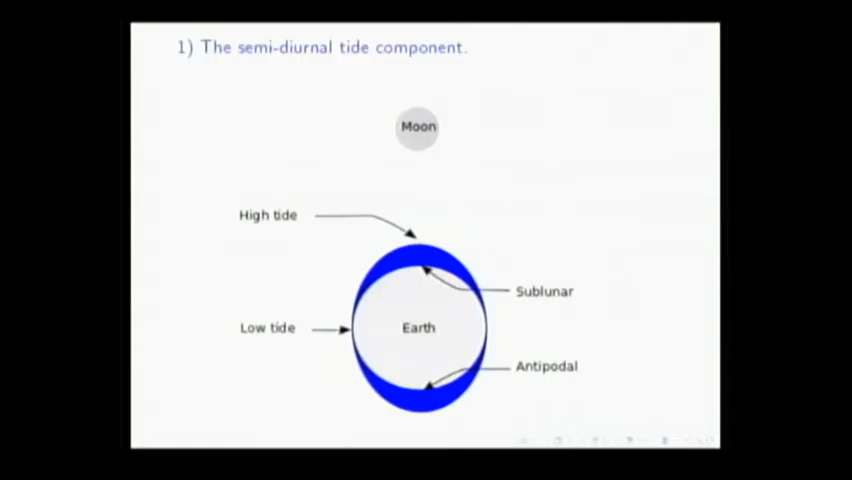 1) The semi-diurnal tide component.
Moon
High tide
Sublunar
Low tide
Earth
Antipodal